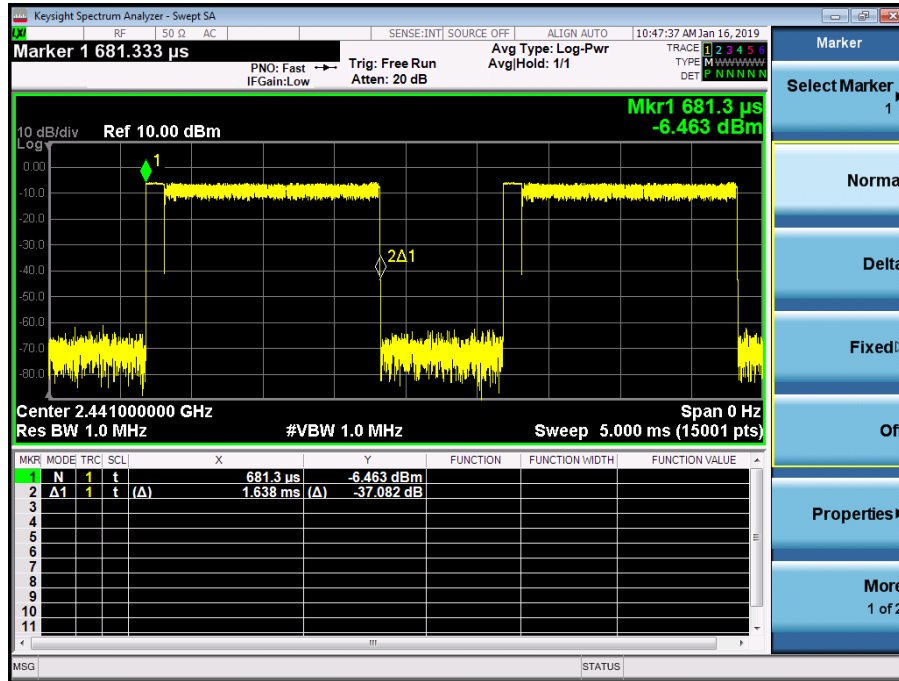 Keysight Spectrum Analyzer - Swept SA
LXI RF 50 Ω AC SENSE:INT SOURCE OFF ALIGN AUTO 10:47:37 AM Jan 16, 2019
Marker 1 681.333 µs
PNO: Fast
IFGain:Low
Trig: Free Run
Atten: 20 dB
Avg Type: Log-Pwr
Avg|Hold: 1/1
TRACE 1 2 3 4 5 6
TYPE M WWWWW
DET P N N N N N
Mkr1 681.3 µs
-6.463 dBm
10 dB/div Ref 10.00 dBm
Log
0.00
-10.0
-20.0
-30.0
-40.0
-50.0
-60.0
-70.0
-80.0
1
2Δ1
Center 2.441000000 GHz Span 0 Hz
Res BW 1.0 MHz #VBW 1.0 MHz Sweep 5.000 ms (15001 pts)
MKR MODE TRC SCL X Y FUNCTION FUNCTION WIDTH FUNCTION VALUE
1 N 1 t 681.3 µs -6.463 dBm
2 Δ1 1 t (Δ) 1.638 ms (Δ) -37.082 dB
3
4
5
6
7
8
9
10
11
MSG STATUS
Marker
Select Marker
1
Norma
Delta
Fixed
Of
Properties
More
1 of 2